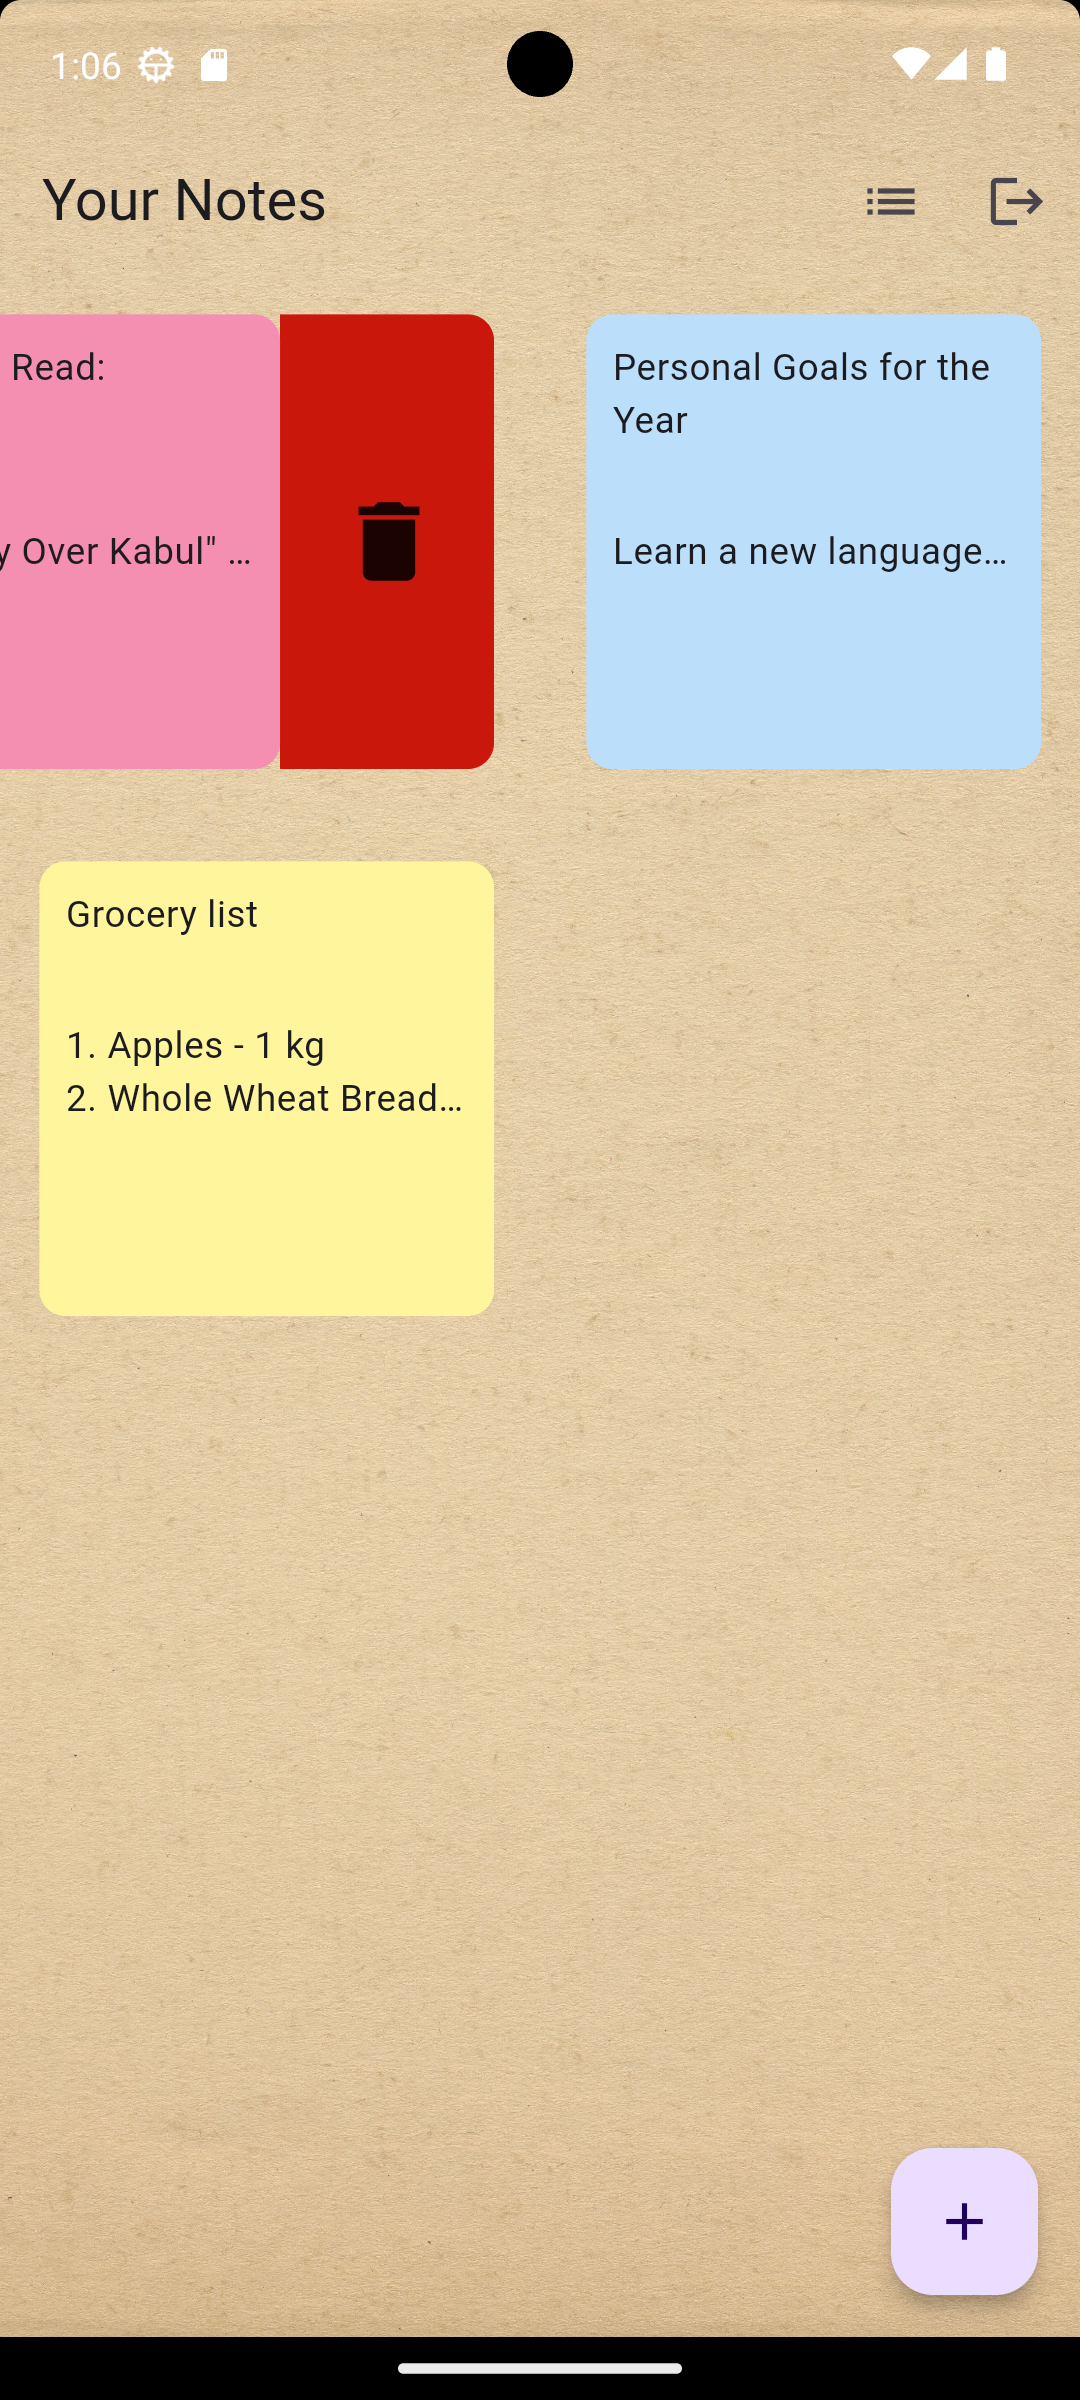 1:06
Your Notes
Read:
y Over Kabul" ...
Personal Goals for the
Year
Learn a new language...
Grocery list
1. Apples - 1 kg
2. Whole Wheat Bread...